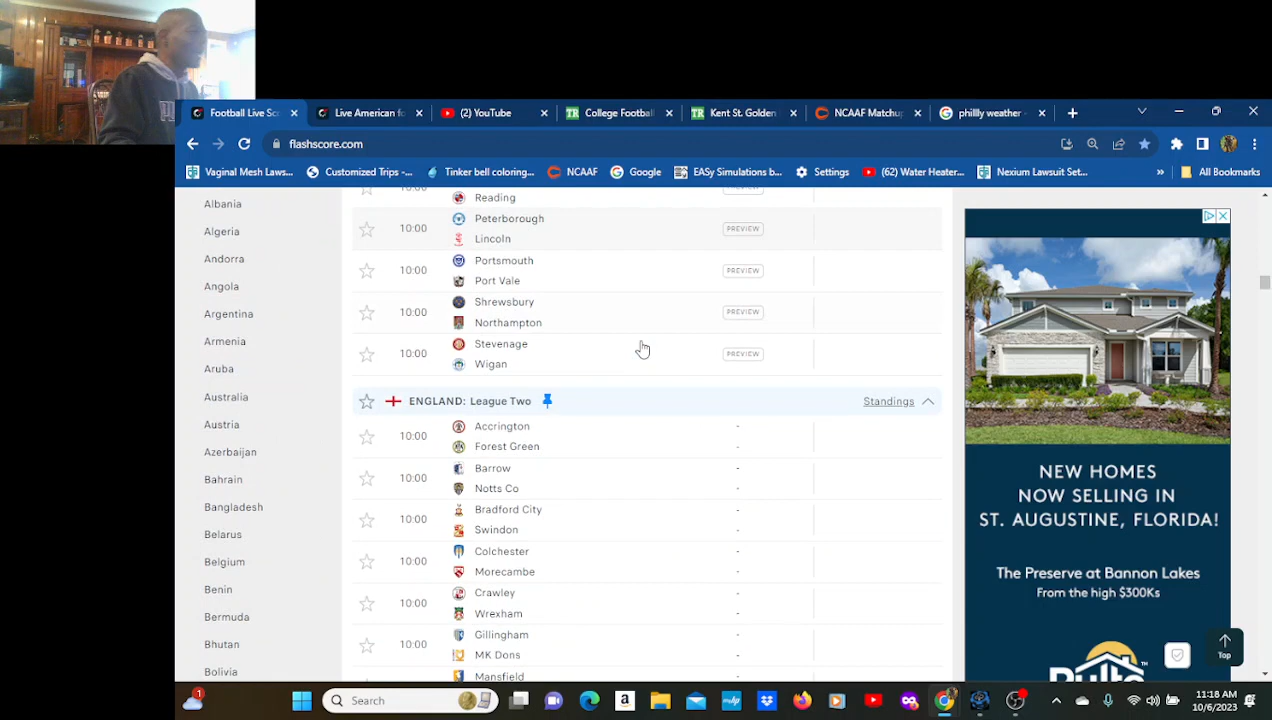 Football Live Sco
Live American fo
(2) YouTube
College Footbal
Kent St. Golden
NCAAF Matchup
phillly weather -
flashscore.com
Vaginal Mesh Laws...
Customized Trips -...
Tinker bell coloring...
NCAAF
Google
EASy Simulations b...
Settings
(62) Water Heater...
Nexium Lawsuit Set...
»
All Bookmarks
Albania
Algeria
Andorra
Angola
Argentina
Armenia
Aruba
Australia
Austria
Azerbaijan
Bahrain
Bangladesh
Belarus
Belgium
Benin
Bermuda
Bhutan
Bolivia
Reading
10:00 Peterborough PREVIEW
Lincoln
10:00 Portsmouth PREVIEW
Port Vale
10:00 Shrewsbury PREVIEW
Northampton
10:00 Stevenage PREVIEW
Wigan
ENGLAND: League Two Standings
10:00 Accrington -
Forest Green -
10:00 Barrow -
Notts Co -
10:00 Bradford City -
Swindon -
10:00 Colchester -
Morecambe -
10:00 Crawley -
Wrexham -
10:00 Gillingham -
MK Dons -
Mansfield -
NEW HOMES
NOW SELLING IN
ST. AUGUSTINE, FLORIDA!
The Preserve at Bannon Lakes
From the high $300Ks
Pulte
Top
1
Search
11:18 AM
10/6/2023